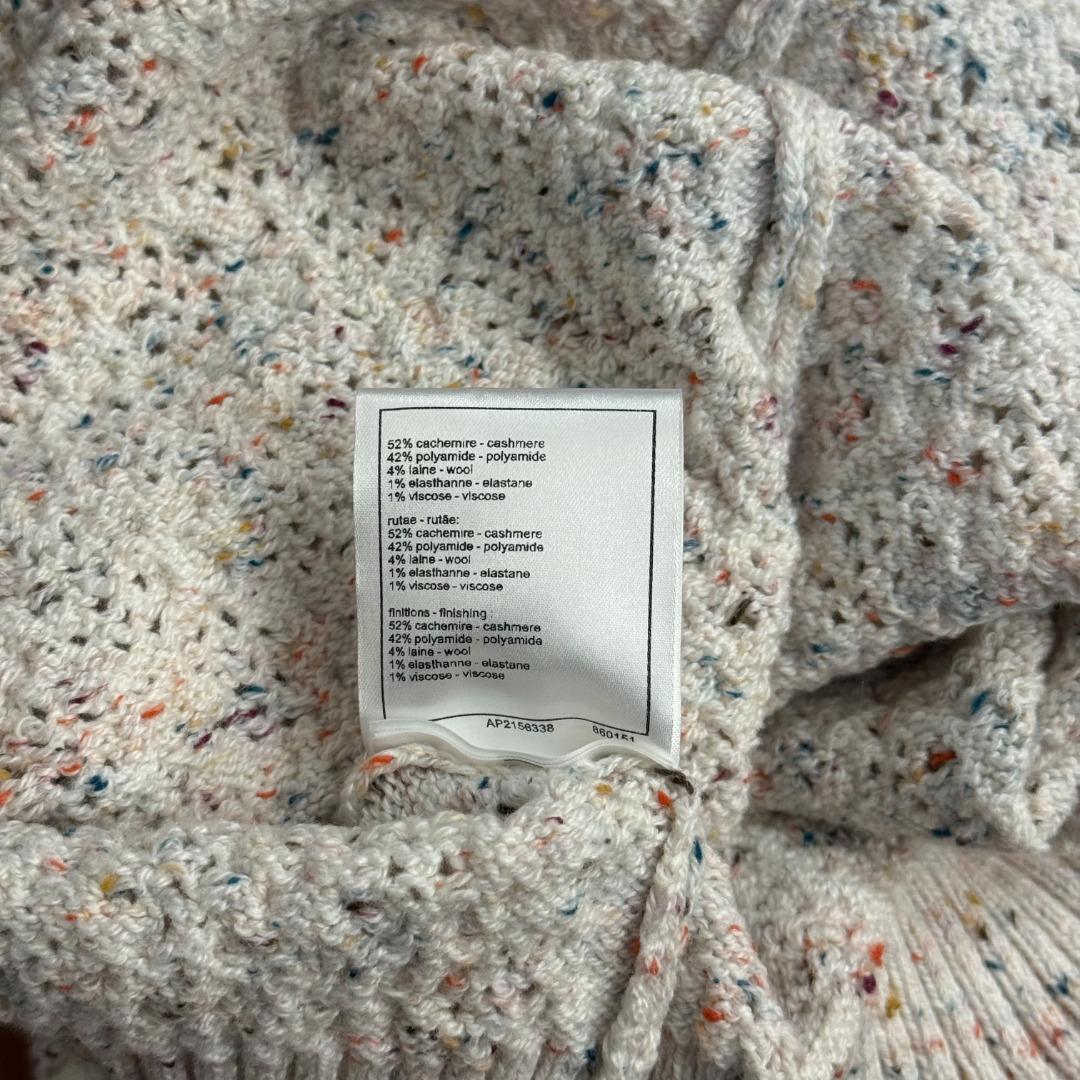 52% cachemire - cashmere
42% polyamide - polyamide
4% laine - wool
1% elasthanne - elastane
1% viscose - viscose
rutae - rutãe:
52% cachemire - cashmere
42% polyamide - polyamide
4% laine - wool
1% elasthanne - elastane
1% viscose - viscose
finitions - finishing :
52% cachemire - cashmere
42% polyamide - polyamide
4% laine - wool
1% elasthanne - elastane
1% viscose - viscose
AP2156338 860151